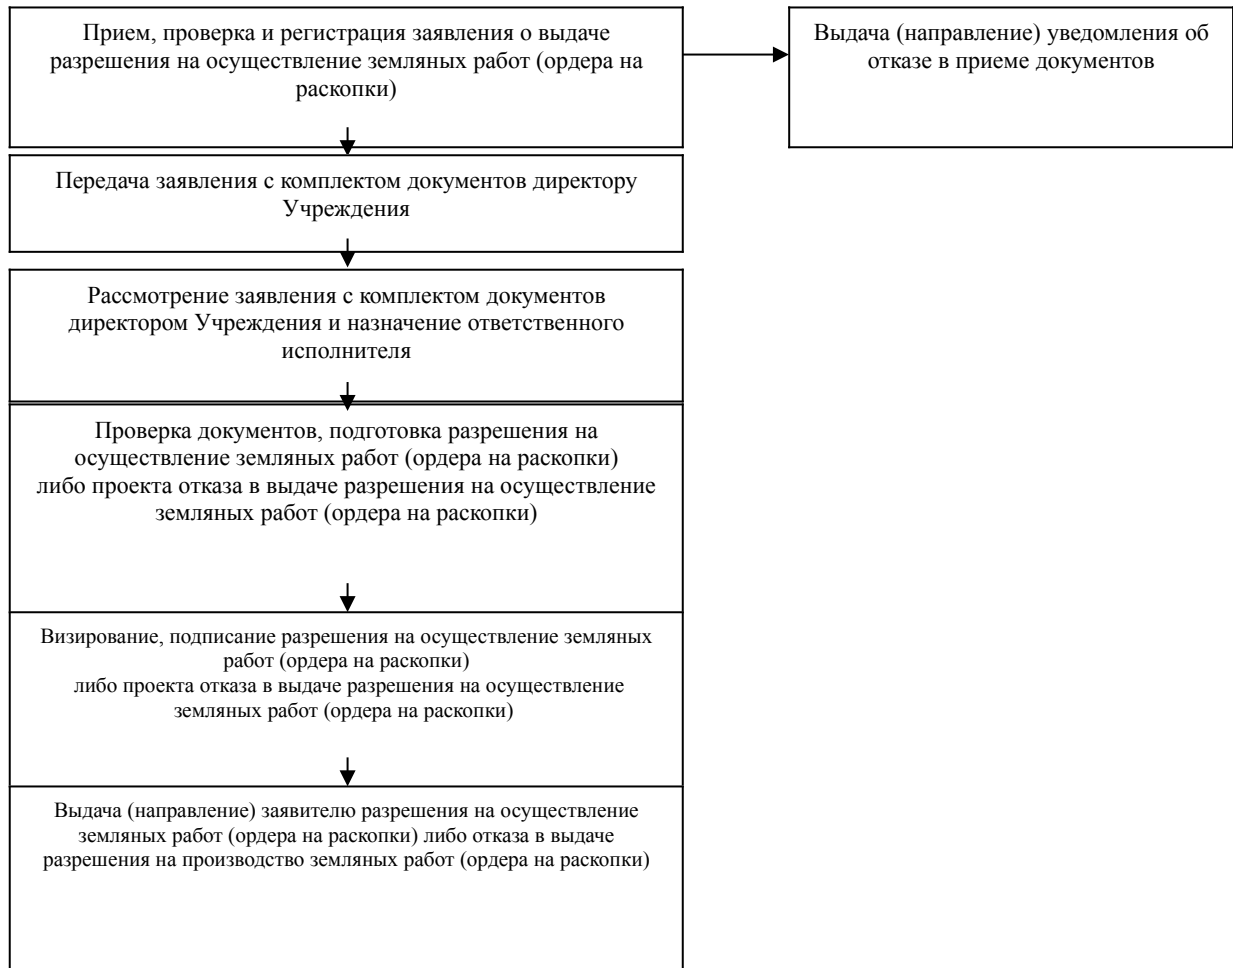 Прием, проверка и регистрация заявления о выдаче
разрешения на осуществление земляных работ (ордера на
раскопки)
Выдача (направление) уведомления об
отказе в приеме документов
Передача заявления с комплектом документов директору
Учреждения
Рассмотрение заявления с комплектом документов
директором Учреждения и назначение ответственного
исполнителя
Проверка документов, подготовка разрешения на
осуществление земляных работ (ордера на раскопки)
либо проекта отказа в выдаче разрешения на осуществление
земляных работ (ордера на раскопки)
Визирование, подписание разрешения на осуществление земляных
работ (ордера на раскопки)
либо проекта отказа в выдаче разрешения на осуществление
земляных работ (ордера на раскопки)
Выдача (направление) заявителю разрешения на осуществление
земляных работ (ордера на раскопки) либо отказа в выдаче
разрешения на производство земляных работ (ордера на раскопки)